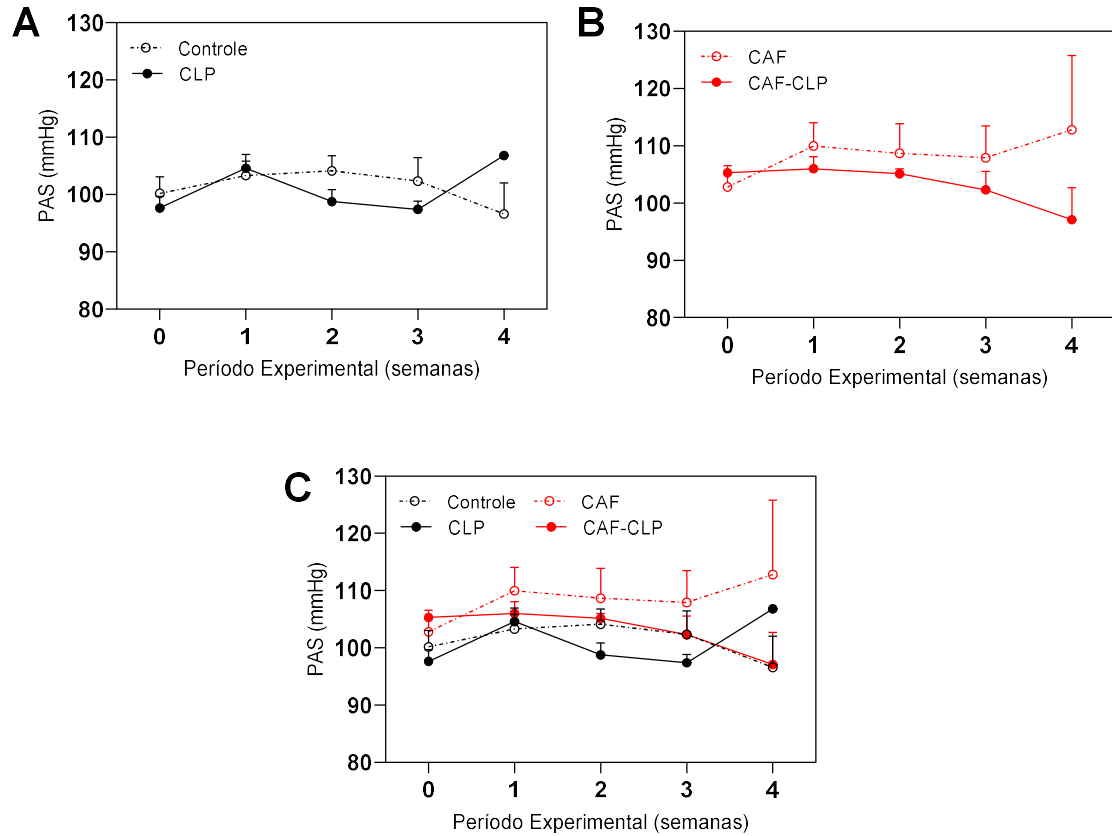 A
130
120
110
100
90
80
PAS (mmHg)
Controle
CLP
0 1 2 3 4
Período Experimental (semanas)
B
130
120
110
100
90
80
PAS (mmHg)
CAF
CAF-CLP
0 1 2 3 4
Período Experimental (semanas)
C
130
120
110
100
90
80
PAS (mmHg)
Controle CAF
CLP CAF-CLP
0 1 2 3 4
Período Experimental (semanas)